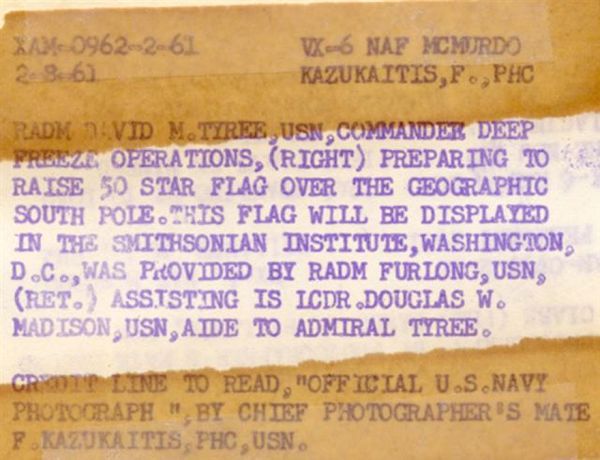 XAM-0962-2-61 VX-6 NAF MCMURDO
2-8-61 KAZUKAITIS,F.,PHC
RADM DAVID M.TYREE,USN,COMMANDER DEEP
FREEZE OPERATIONS,(RIGHT) PREPARING TO
RAISE 50 STAR FLAG OVER THE GEOGRAPHIC
SOUTH POLE.THIS FLAG WILL BE DISPLAYED
IN THE SMITHSONIAN INSTITUTE,WASHINGTON,
D.C.,WAS PROVIDED BY RADM FURLONG,USN,
(RET.) ASSISTING IS LCDR.DOUGLAS W.
MADISON,USN,AIDE TO ADMIRAL TYREE.
CREDIT LINE TO READ,"OFFICIAL U.S.NAVY
PHOTOGRAPH ",BY CHIEF PHOTOGRAPHER'S MATE
F.KAZUKAITIS,PHC,USN.